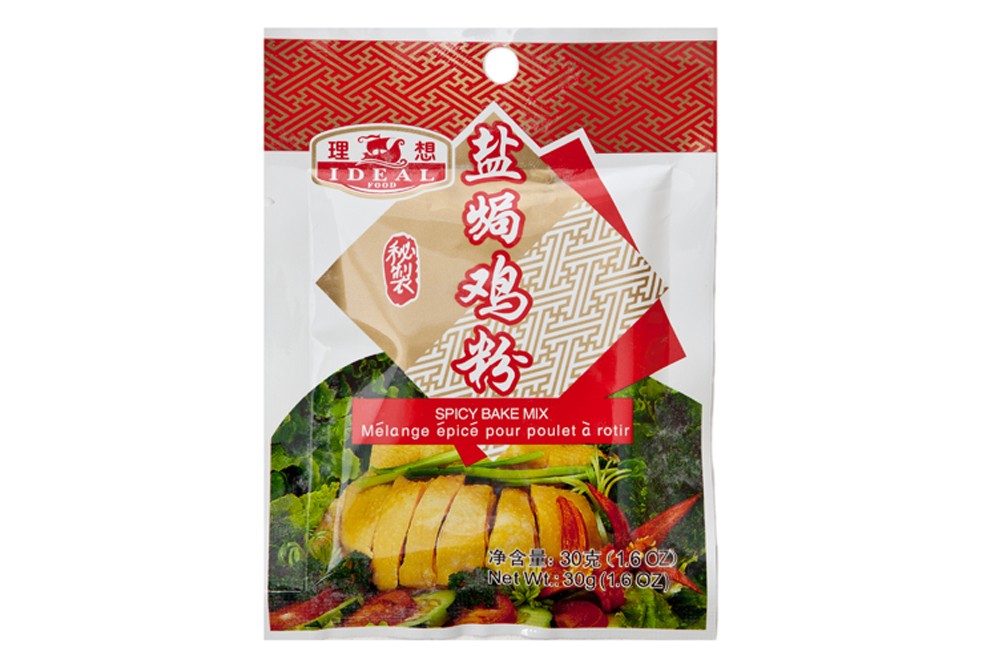 理想
IDEAL
FOOD
盐焗鸡粉
秘製
SPICY BAKE MIX
Mélange épicé pour poulet à rotir
净含量: 30克 (1.6 OZ)
Net Wt.: 30g (1.6 OZ)